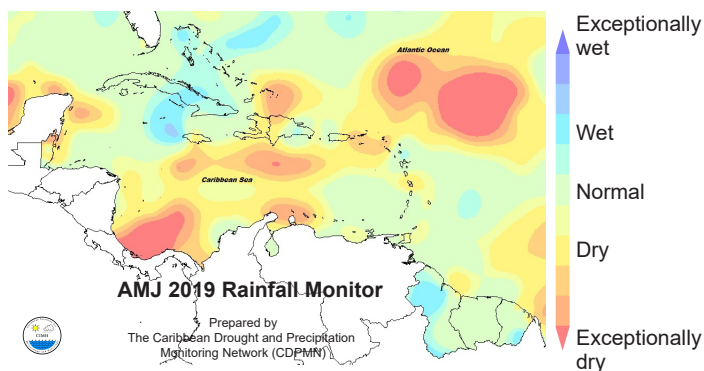 Atlantic Ocean
Caribbean Sea
AMJ 2019 Rainfall Monitor
Prepared by
The Caribbean Drought and Precipitation
Monitoring Network (CDPMN)
CIMH
Exceptionally
wet
Wet
Normal
Dry
Exceptionally
dry